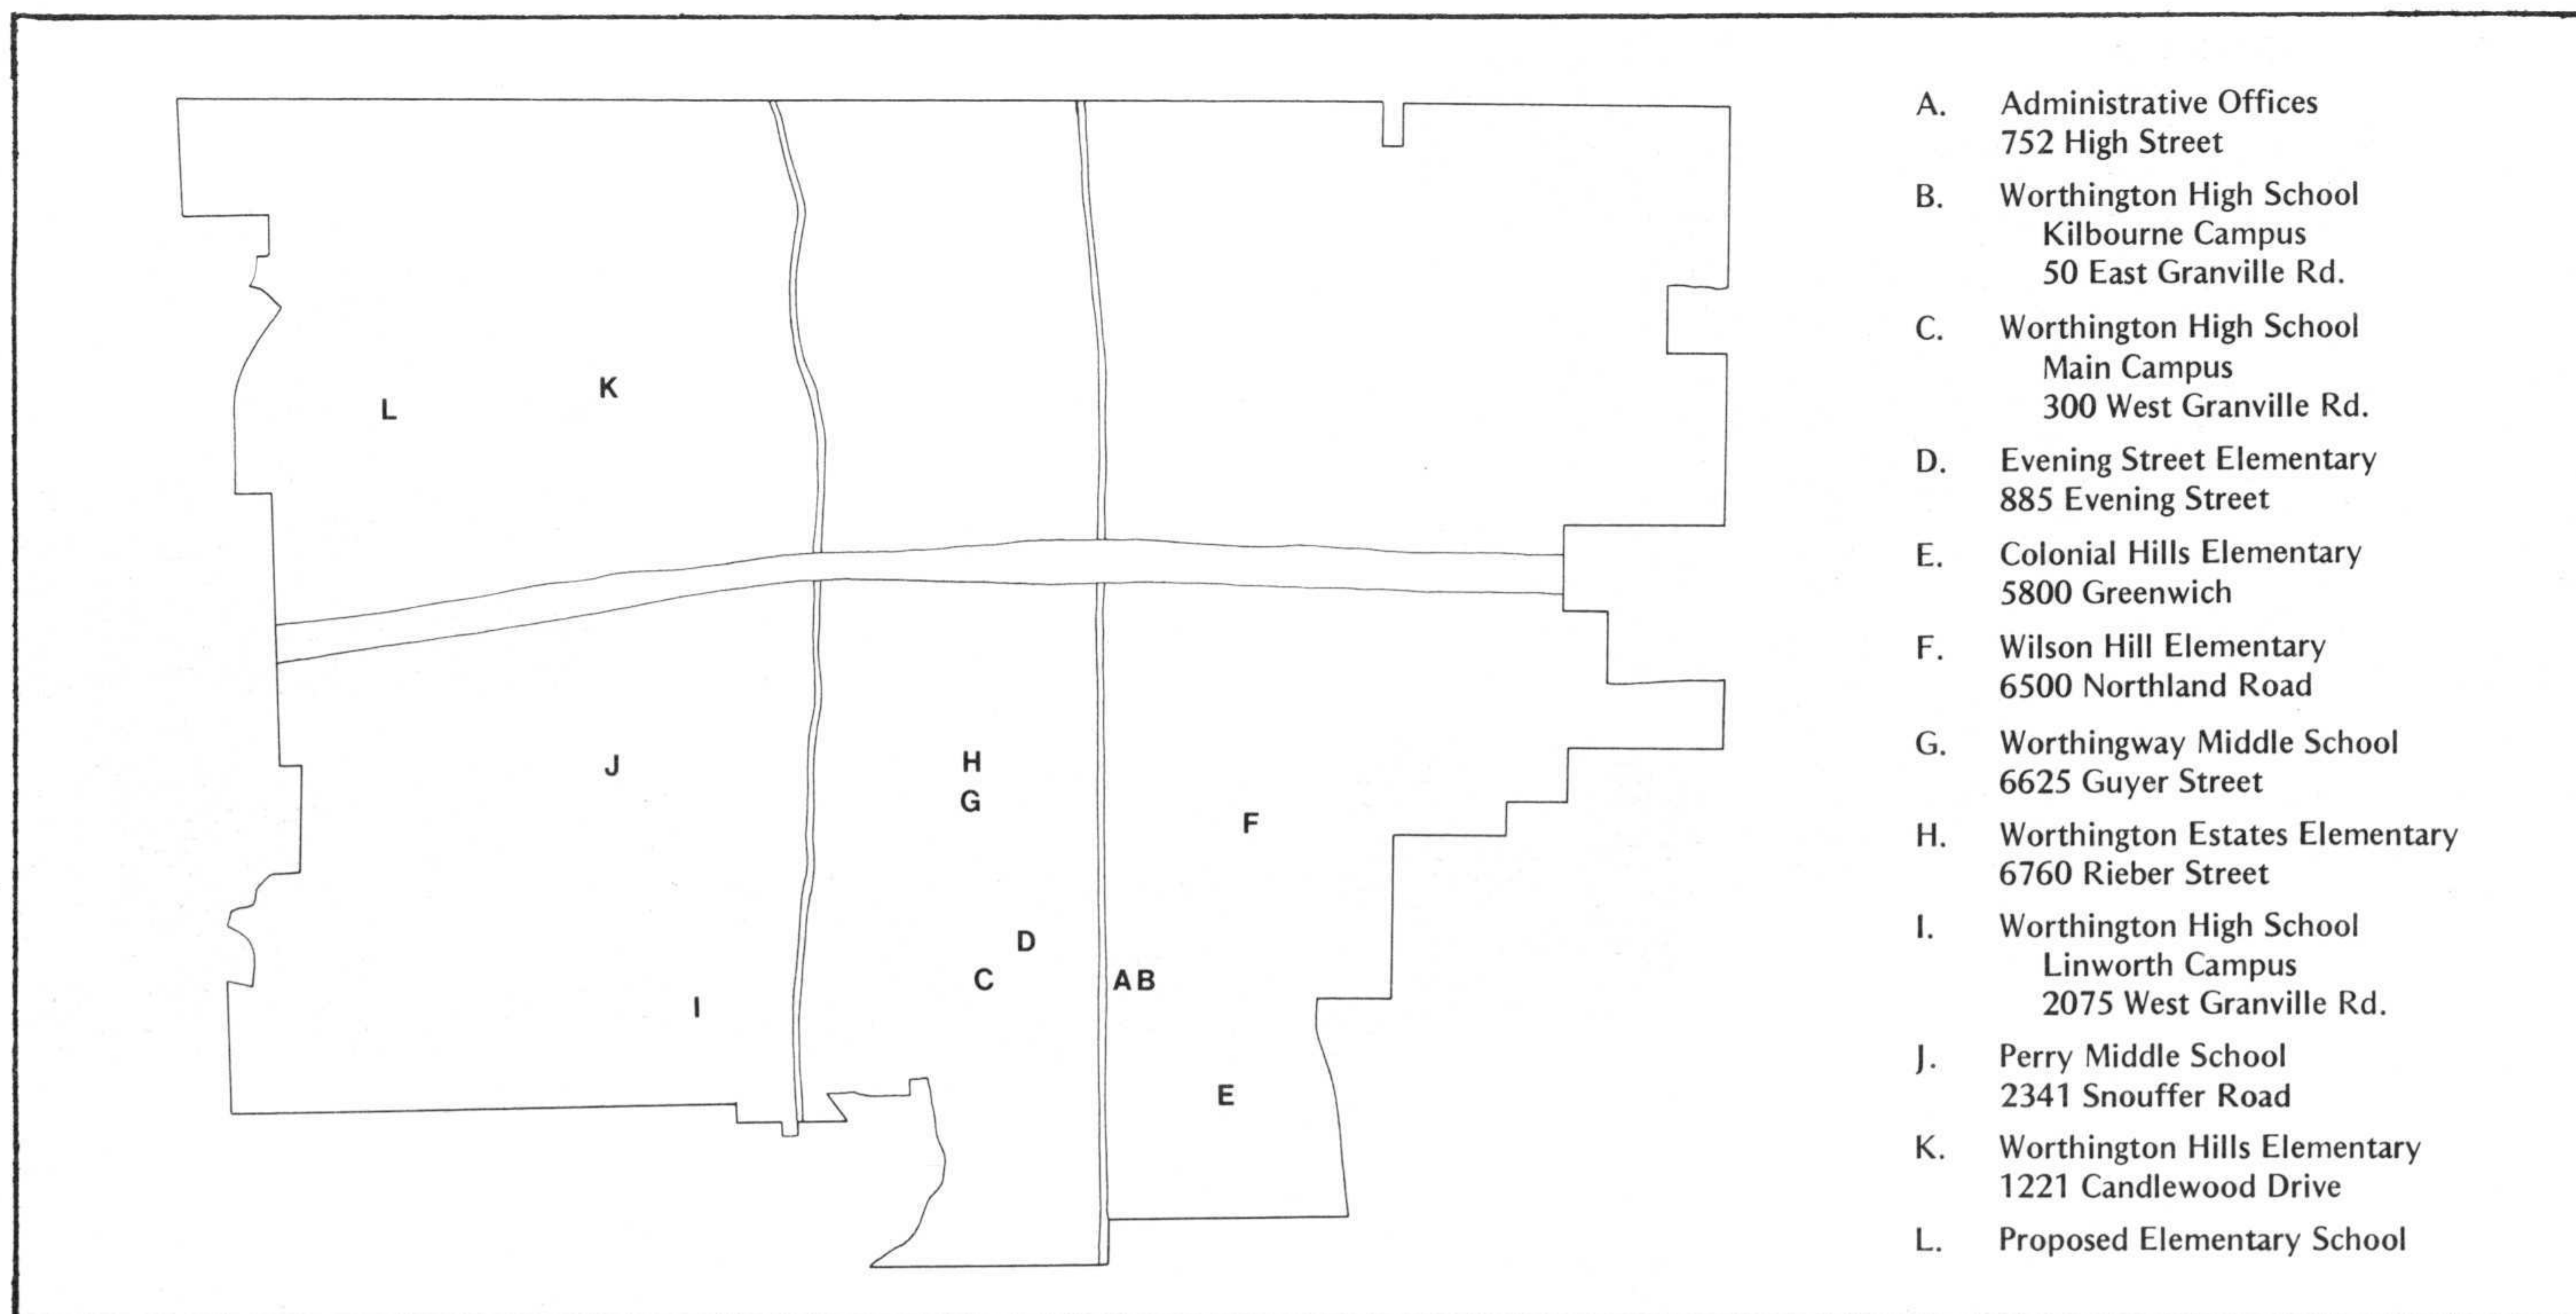 L
K
J
H
G
F
D
C
AB
I
E
A. Administrative Offices
752 High Street
B. Worthington High School
Kilbourne Campus
50 East Granville Rd.
C. Worthington High School
Main Campus
300 West Granville Rd.
D. Evening Street Elementary
885 Evening Street
E. Colonial Hills Elementary
5800 Greenwich
F. Wilson Hill Elementary
6500 Northland Road
G. Worthingway Middle School
6625 Guyer Street
H. Worthington Estates Elementary
6760 Rieber Street
I. Worthington High School
Linworth Campus
2075 West Granville Rd.
J. Perry Middle School
2341 Snouffer Road
K. Worthington Hills Elementary
1221 Candlewood Drive
L. Proposed Elementary School